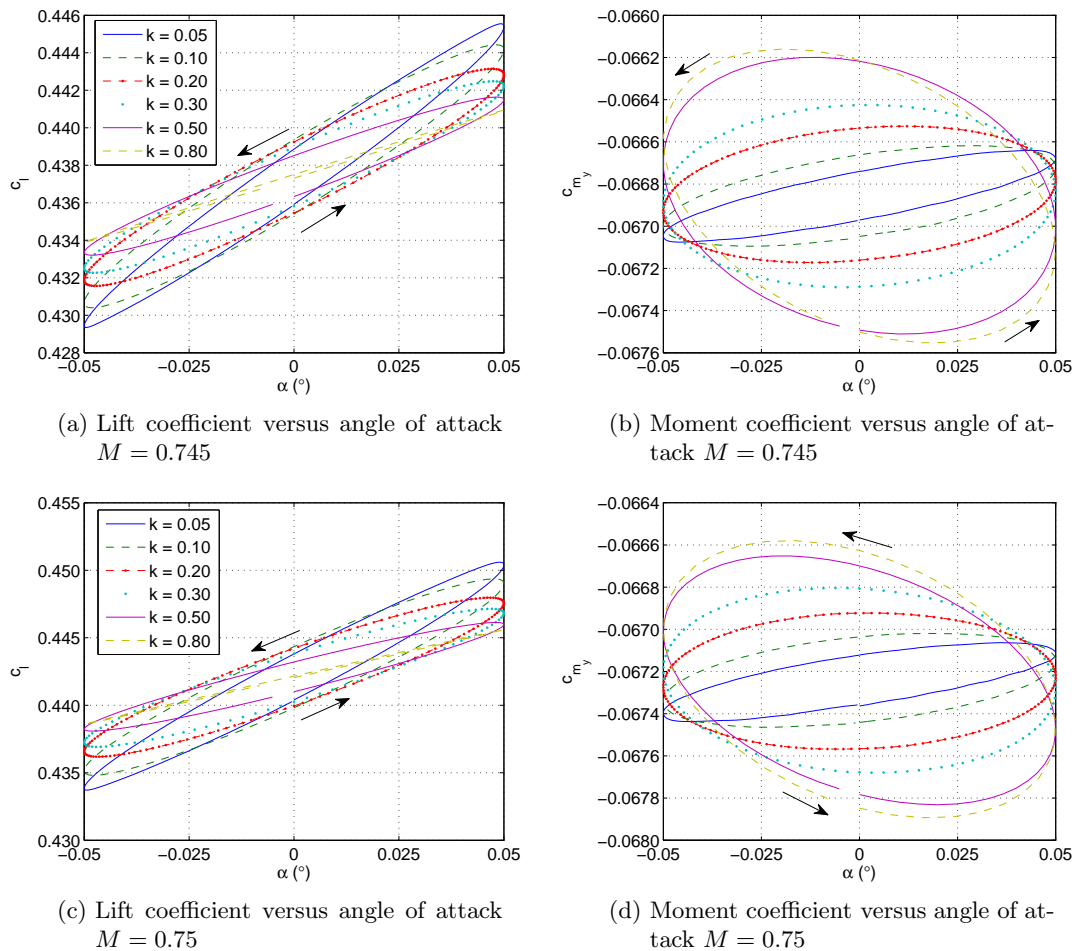 0.446
0.444
0.442
0.440
0.438
0.436
0.434
0.432
0.430
0.428
c_l
k = 0.05
k = 0.10
k = 0.20
k = 0.30
k = 0.50
k = 0.80
−0.05 −0.025 0 0.025 0.05
α (°)
(a) Lift coefficient versus angle of attack
M = 0.745
−0.0660
−0.0662
−0.0664
−0.0666
−0.0668
−0.0670
−0.0672
−0.0674
−0.0676
c_{m_y}
−0.05 −0.025 0 0.025 0.05
α (°)
(b) Moment coefficient versus angle of at-
tack M = 0.745
0.455
0.450
0.445
0.440
0.435
0.430
c_l
k = 0.05
k = 0.10
k = 0.20
k = 0.30
k = 0.50
k = 0.80
−0.05 −0.025 0 0.025 0.05
α (°)
(c) Lift coefficient versus angle of attack
M = 0.75
−0.0664
−0.0666
−0.0668
−0.0670
−0.0672
−0.0674
−0.0676
−0.0678
−0.0680
c_{m_y}
−0.05 −0.025 0 0.025 0.05
α (°)
(d) Moment coefficient versus angle of at-
tack M = 0.75